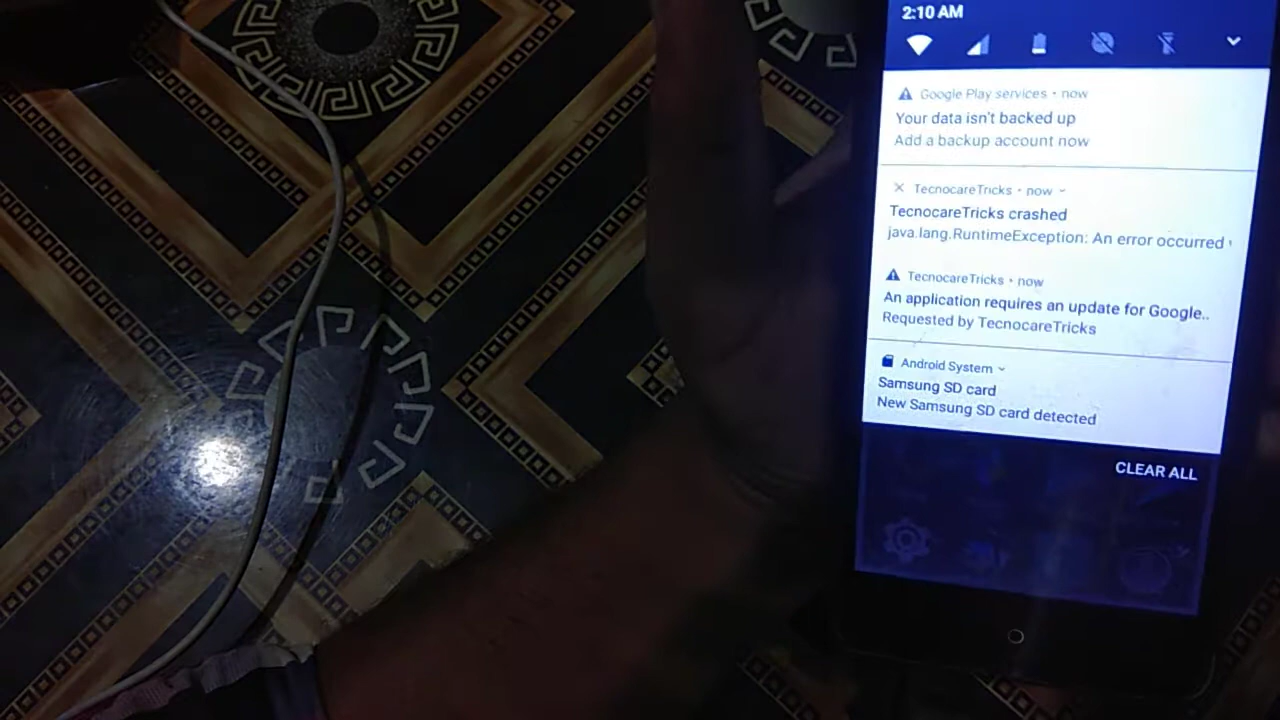 2:10 AM
Google Play services • now
Your data isn't backed up
Add a backup account now
TecnocareTricks • now
TecnocareTricks crashed
java.lang.RuntimeException: An error occurred
TecnocareTricks • now
An application requires an update for Google..
Requested by TecnocareTricks
Android System
Samsung SD card
New Samsung SD card detected
CLEAR ALL